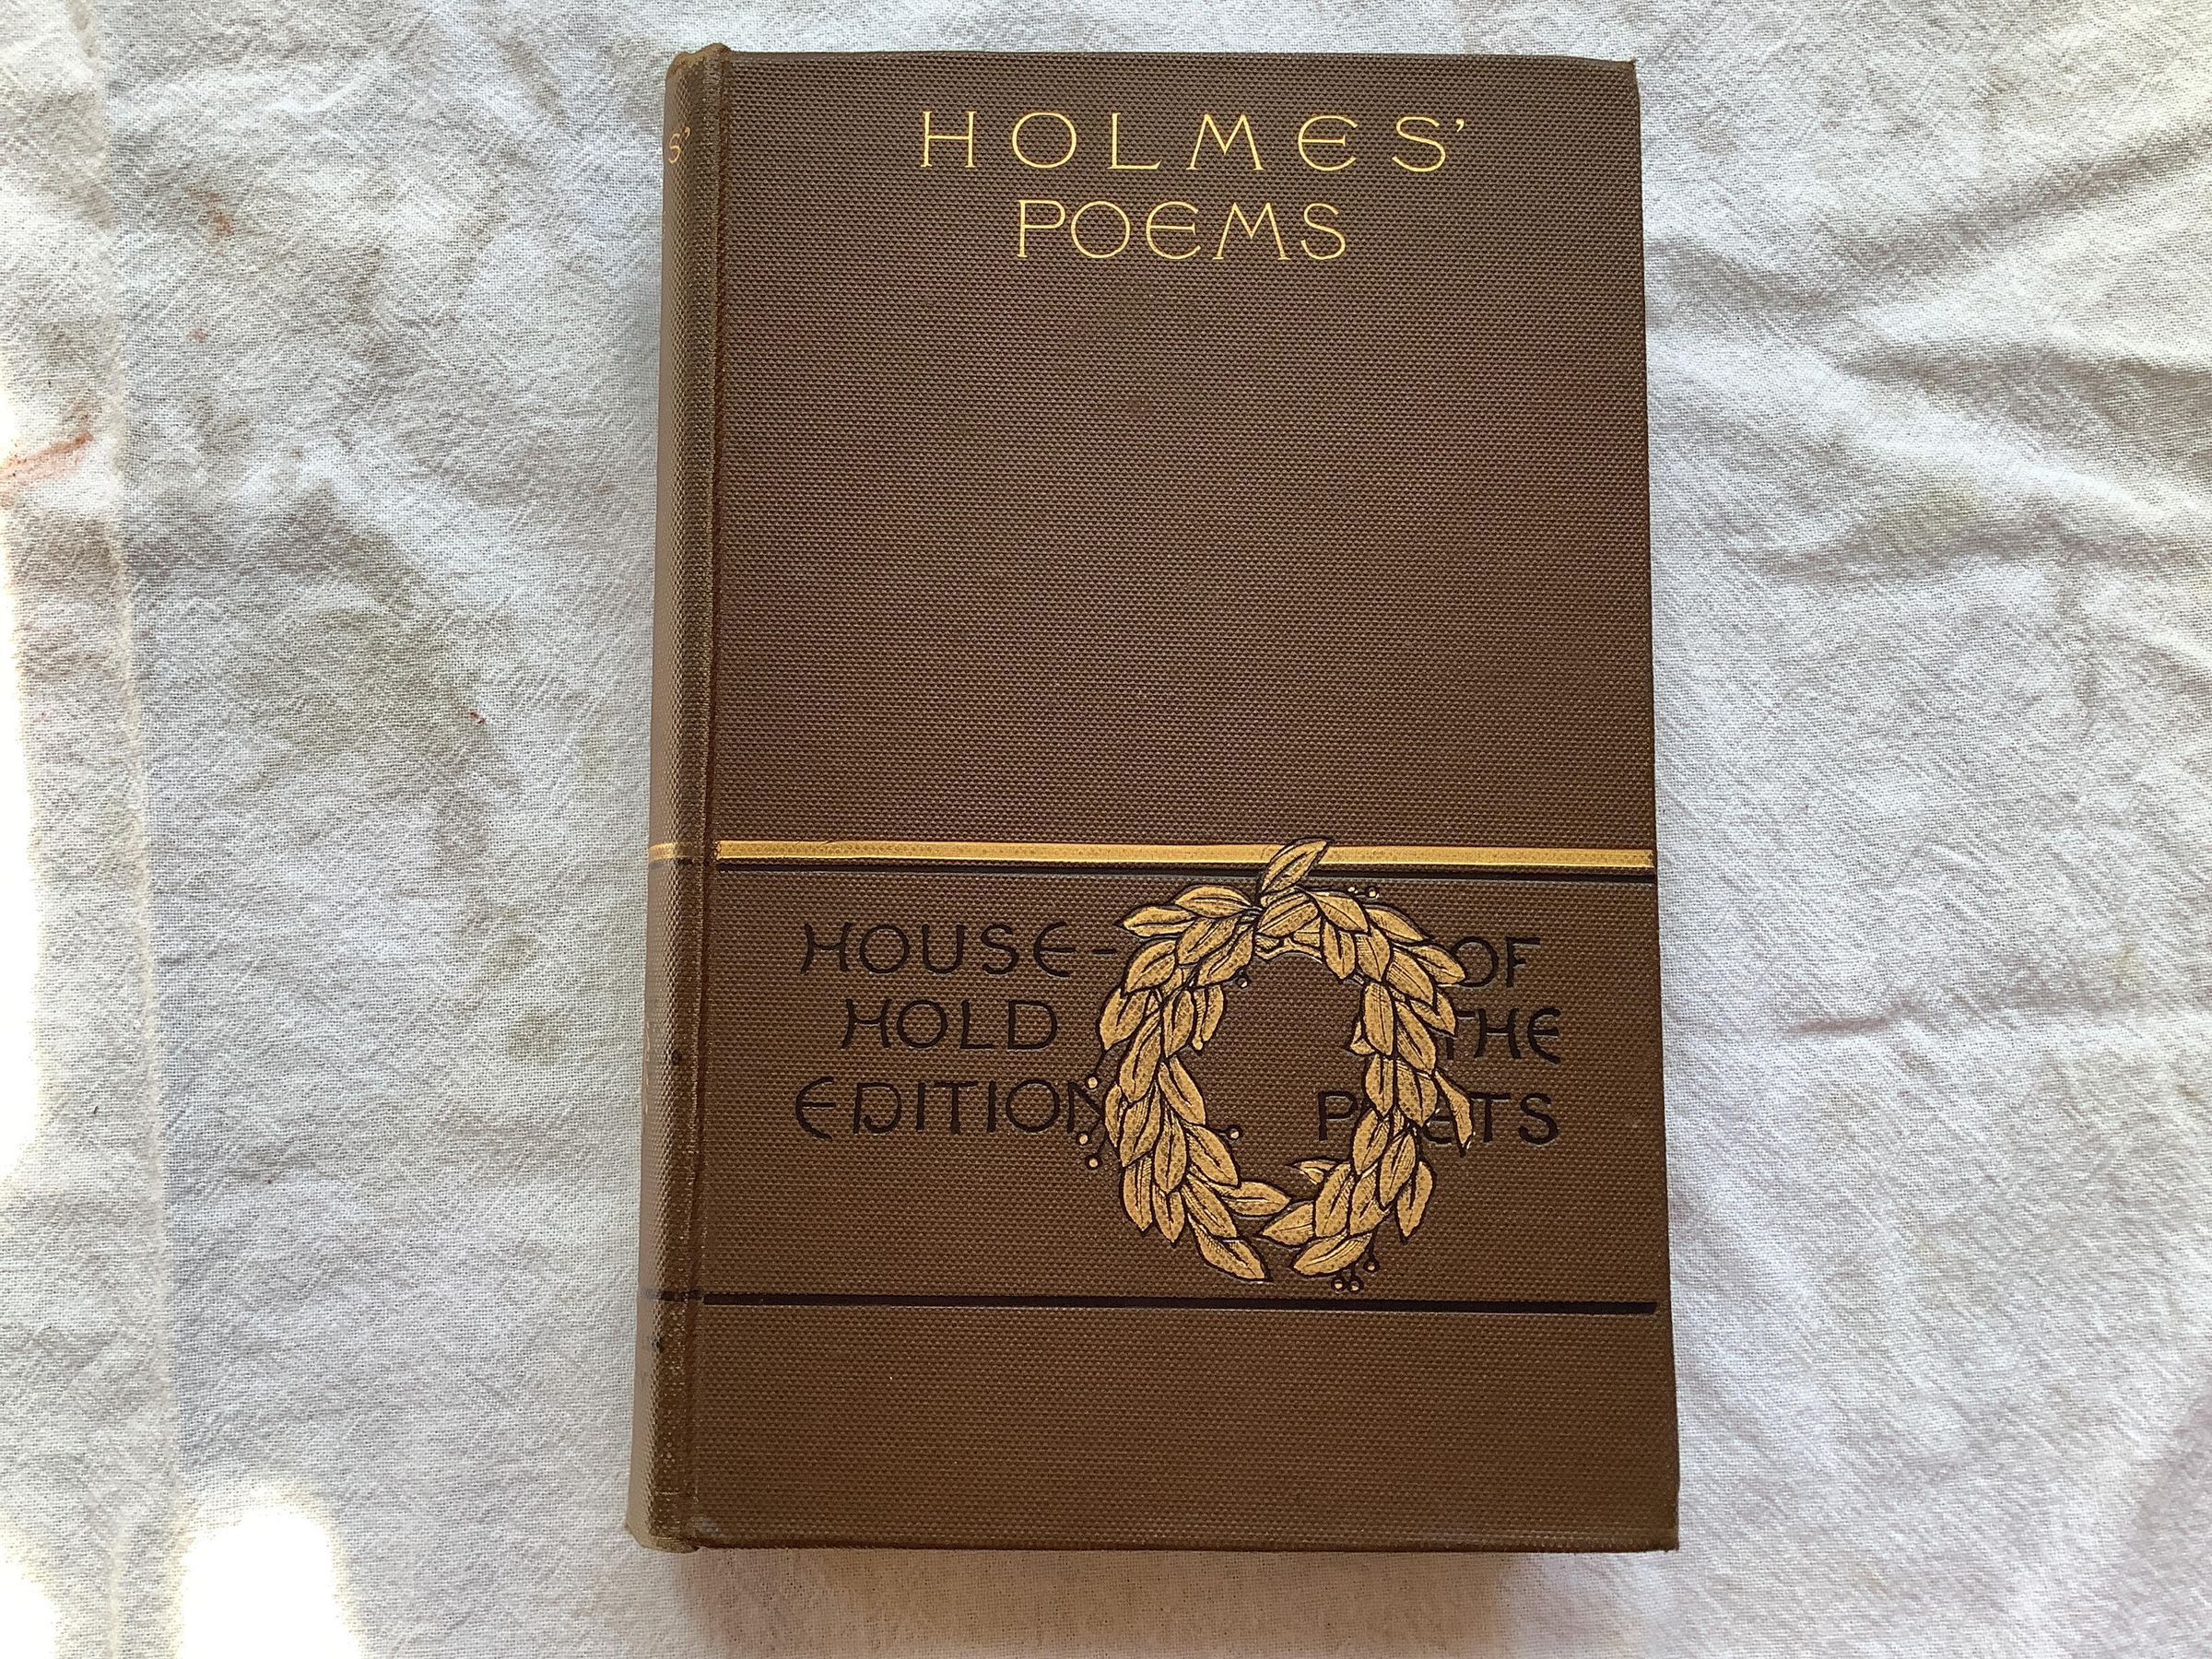 HOLMES'
POEMS
HOUSE-
HOLD
EDITION
OF
THE
POETS
S'